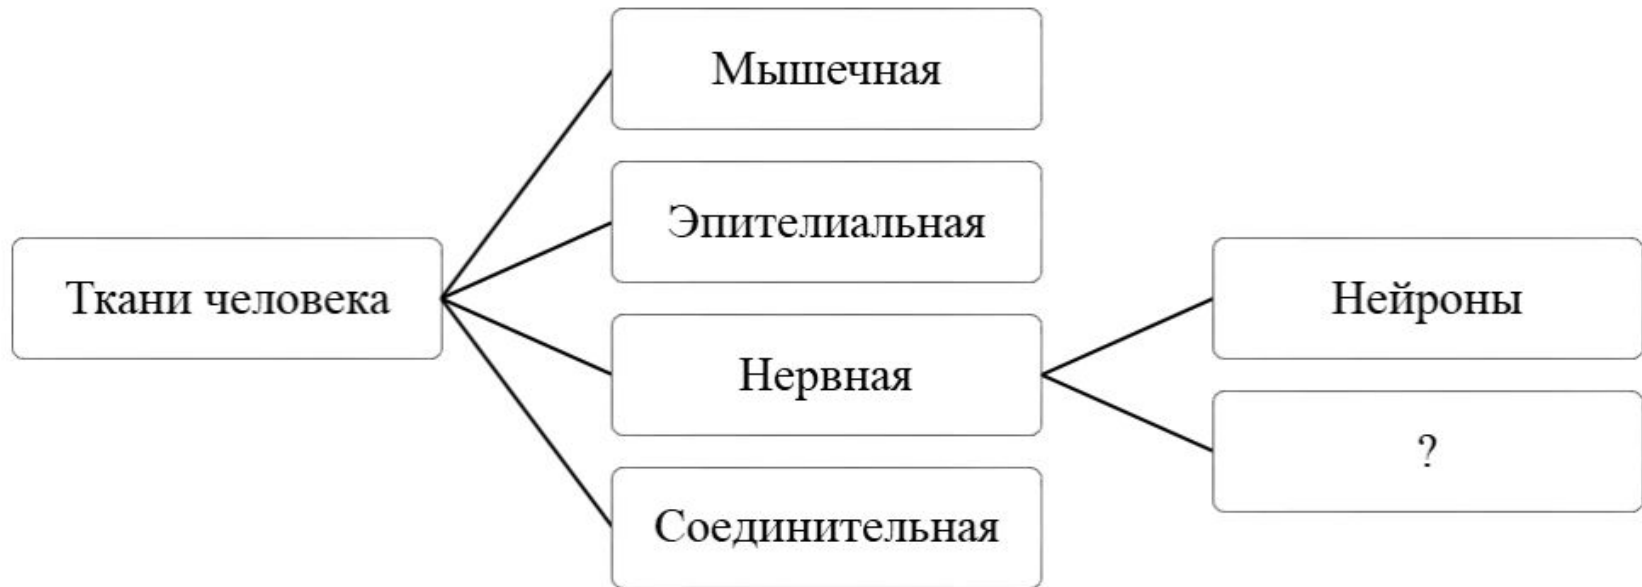 Ткани человека
Мышечная
Эпителиальная
Нервная
Соединительная
Нейроны
?